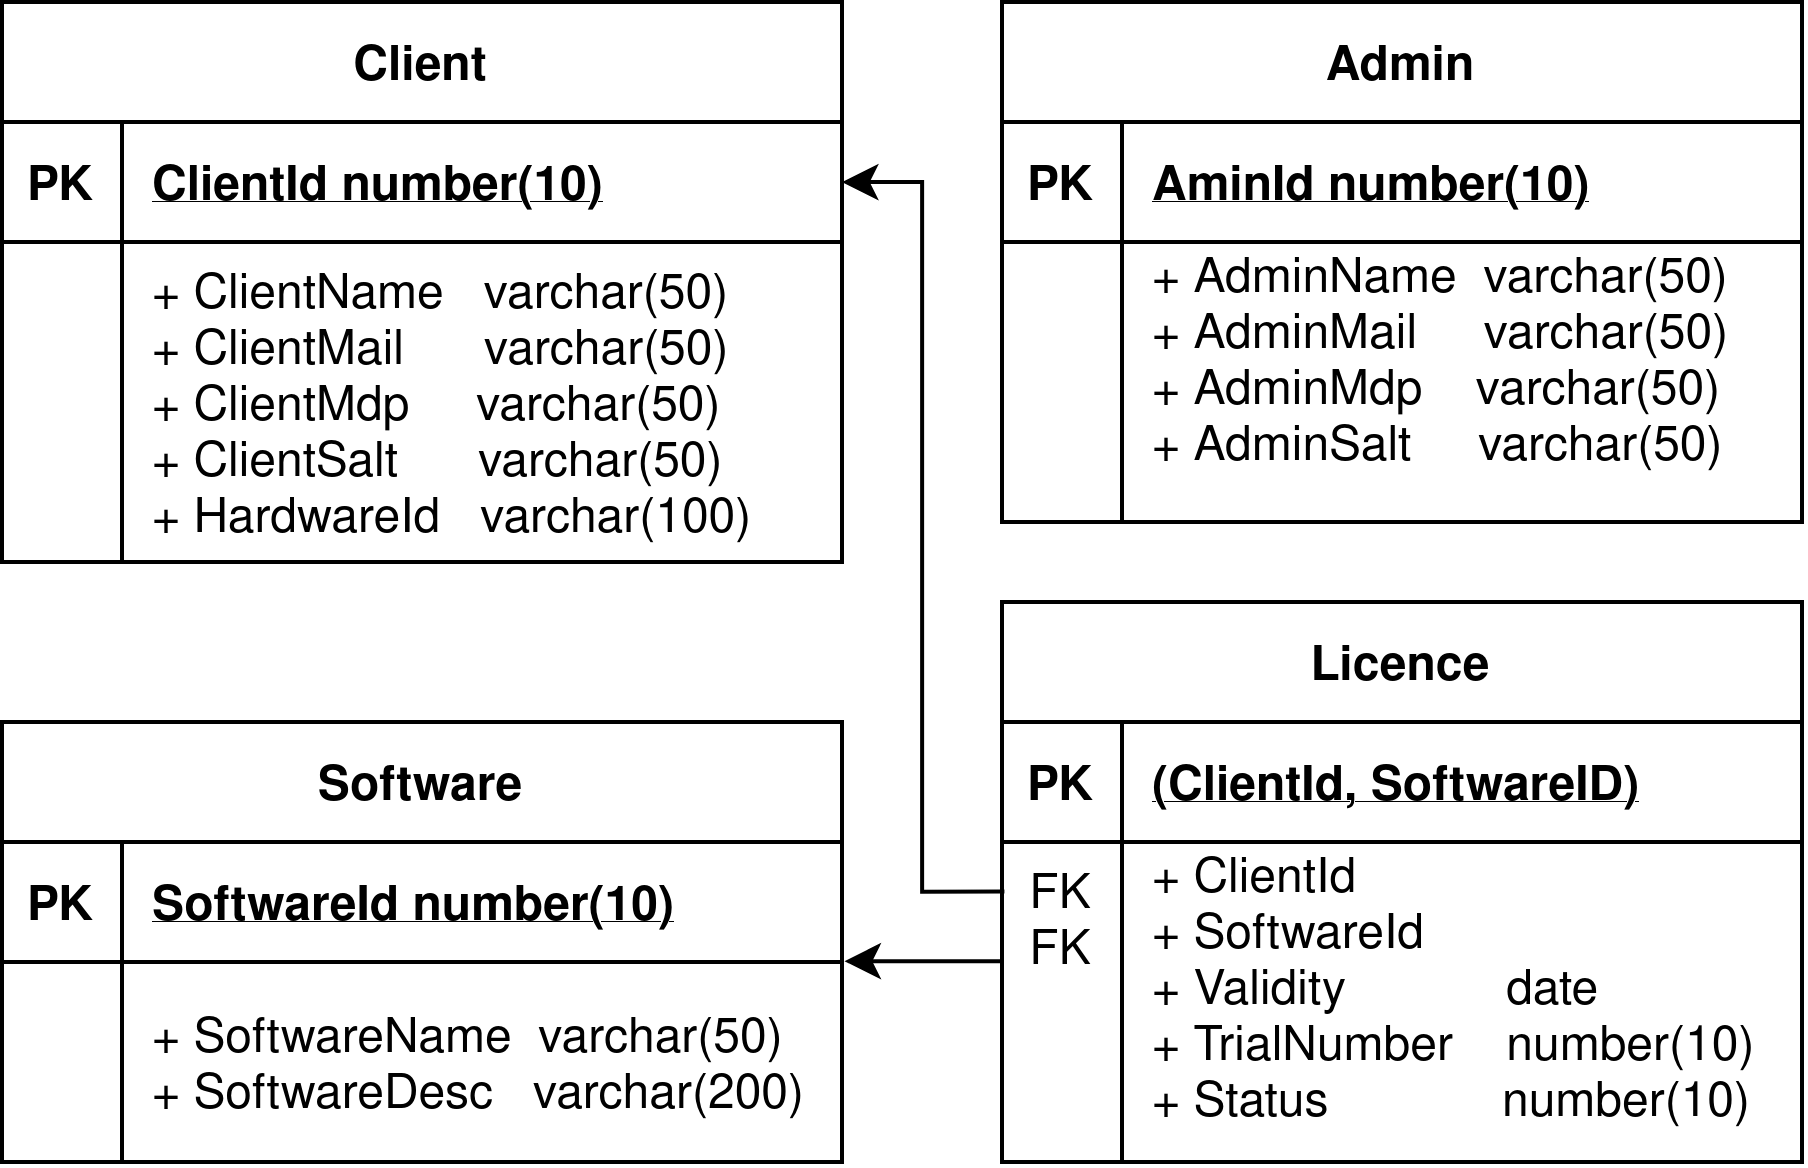 Client
PK ClientId number(10)
+ ClientName varchar(50)
+ ClientMail varchar(50)
+ ClientMdp varchar(50)
+ ClientSalt varchar(50)
+ HardwareId varchar(100)
Admin
PK AminId number(10)
+ AdminName varchar(50)
+ AdminMail varchar(50)
+ AdminMdp varchar(50)
+ AdminSalt varchar(50)
Software
PK SoftwareId number(10)
+ SoftwareName varchar(50)
+ SoftwareDesc varchar(200)
Licence
PK (ClientId, SoftwareID)
FK + ClientId
FK + SoftwareId
+ Validity date
+ TrialNumber number(10)
+ Status number(10)